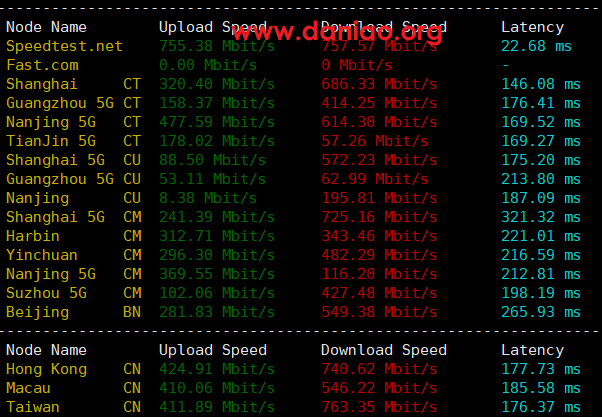 Node Name Upload Speed Download Speed Latency
www.daniao.org
Speedtest.net 755.38 Mbit/s 757.57 Mbit/s 22.68 ms
Fast.com 0.00 Mbit/s 0 Mbit/s -
Shanghai CT 320.40 Mbit/s 686.33 Mbit/s 146.08 ms
Guangzhou 5G CT 158.37 Mbit/s 414.25 Mbit/s 176.41 ms
Nanjing 5G CT 477.59 Mbit/s 614.30 Mbit/s 169.52 ms
TianJin 5G CT 178.02 Mbit/s 57.26 Mbit/s 169.27 ms
Shanghai 5G CU 88.50 Mbit/s 572.23 Mbit/s 175.20 ms
Guangzhou 5G CU 53.11 Mbit/s 62.99 Mbit/s 213.80 ms
Nanjing CU 8.38 Mbit/s 195.81 Mbit/s 187.09 ms
Shanghai 5G CM 241.39 Mbit/s 725.16 Mbit/s 321.32 ms
Harbin CM 312.71 Mbit/s 343.46 Mbit/s 221.01 ms
Yinchuan CM 296.30 Mbit/s 482.29 Mbit/s 216.59 ms
Nanjing 5G CM 369.55 Mbit/s 116.20 Mbit/s 212.81 ms
Suzhou 5G CM 102.06 Mbit/s 427.48 Mbit/s 198.19 ms
Beijing BN 281.83 Mbit/s 549.38 Mbit/s 265.93 ms
Node Name Upload Speed Download Speed Latency
Hong Kong CN 424.91 Mbit/s 740.62 Mbit/s 177.73 ms
Macau CN 410.06 Mbit/s 546.22 Mbit/s 185.58 ms
Taiwan CN 411.89 Mbit/s 763.35 Mbit/s 176.37 ms